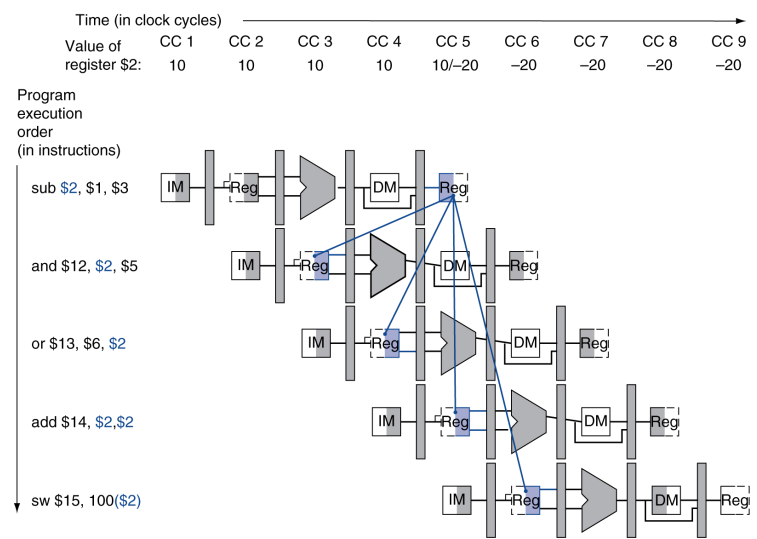 Time (in clock cycles)
Value of register $2:
CC 1 CC 2 CC 3 CC 4 CC 5 CC 6 CC 7 CC 8 CC 9
10 10 10 10 10/–20 –20 –20 –20 –20
Program
execution
order
(in instructions)
sub $2, $1, $3
IM Reg DM Reg
and $12, $2, $5
IM Reg DM Reg
or $13, $6, $2
IM Reg DM Reg
add $14, $2,$2
IM Reg DM Reg
sw $15, 100($2)
IM Reg DM Reg